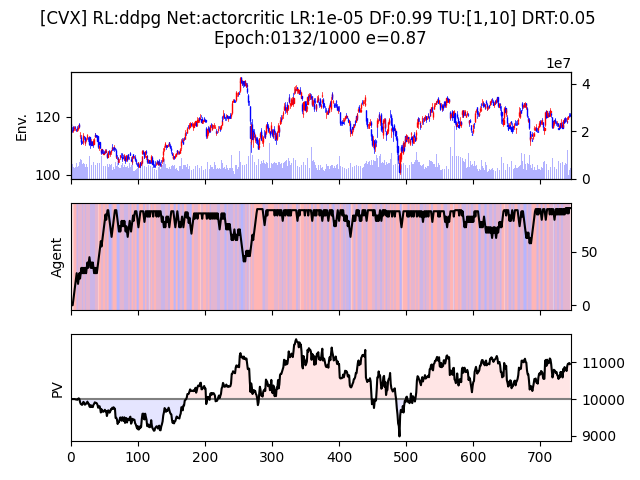 [CVX] RL:ddpg Net:actorcritic LR:1e-05 DF:0.99 TU:[1,10] DRT:0.05
Epoch:0132/1000 e=0.87
1e7
Env.
120
100
4
2
0
Agent
50
0
PV
11000
10000
9000
0 100 200 300 400 500 600 700